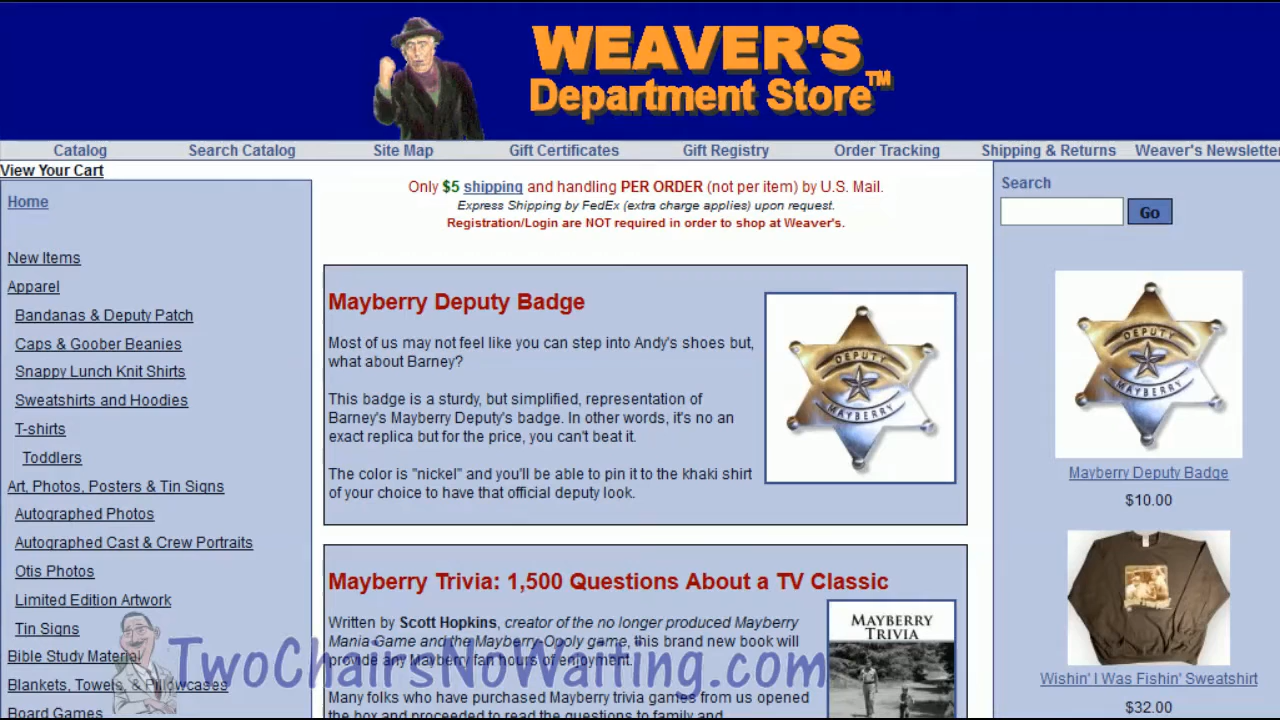 WEAVER'S
Department Store™
Catalog
Search Catalog
Site Map
Gift Certificates
Gift Registry
Order Tracking
Shipping & Returns
Weaver's Newsletter
View Your Cart
Home
New Items
Apparel
Bandanas & Deputy Patch
Caps & Goober Beanies
Snappy Lunch Knit Shirts
Sweatshirts and Hoodies
T-shirts
Toddlers
Art, Photos, Posters & Tin Signs
Autographed Photos
Autographed Cast & Crew Portraits
Otis Photos
Limited Edition Artwork
Tin Signs
Bible Study Material
Blankets, Towels, & Pillowcases
Board Games
Only $5 shipping and handling PER ORDER (not per item) by U.S. Mail.
Express Shipping by FedEx (extra charge applies) upon request.
Registration/Login are NOT required in order to shop at Weaver's.
Mayberry Deputy Badge
Most of us may not feel like you can step into Andy's shoes but,
what about Barney?
This badge is a sturdy, but simplified, representation of
Barney's Mayberry Deputy's badge. In other words, it's no an
exact replica but for the price, you can't beat it.
The color is "nickel" and you'll be able to pin it to the khaki shirt
of your choice to have that official deputy look.
DEPUTY
MAYBERRY
Mayberry Trivia: 1,500 Questions About a TV Classic
Written by Scott Hopkins, creator of the no longer produced Mayberry
Mania Game and the Mayberry-Opoly game, this brand new book will
provide any Mayberry fan hours of enjoyment.
Many folks who have purchased Mayberry trivia games from us opened
the box and proceeded to read the questions to family and
MAYBERRY
TRIVIA
TwoChairsNoWaiting.com
Search
Go
DEPUTY
MAYBERRY
Mayberry Deputy Badge
$10.00
Wishin' I Was Fishin' Sweatshirt
$32.00